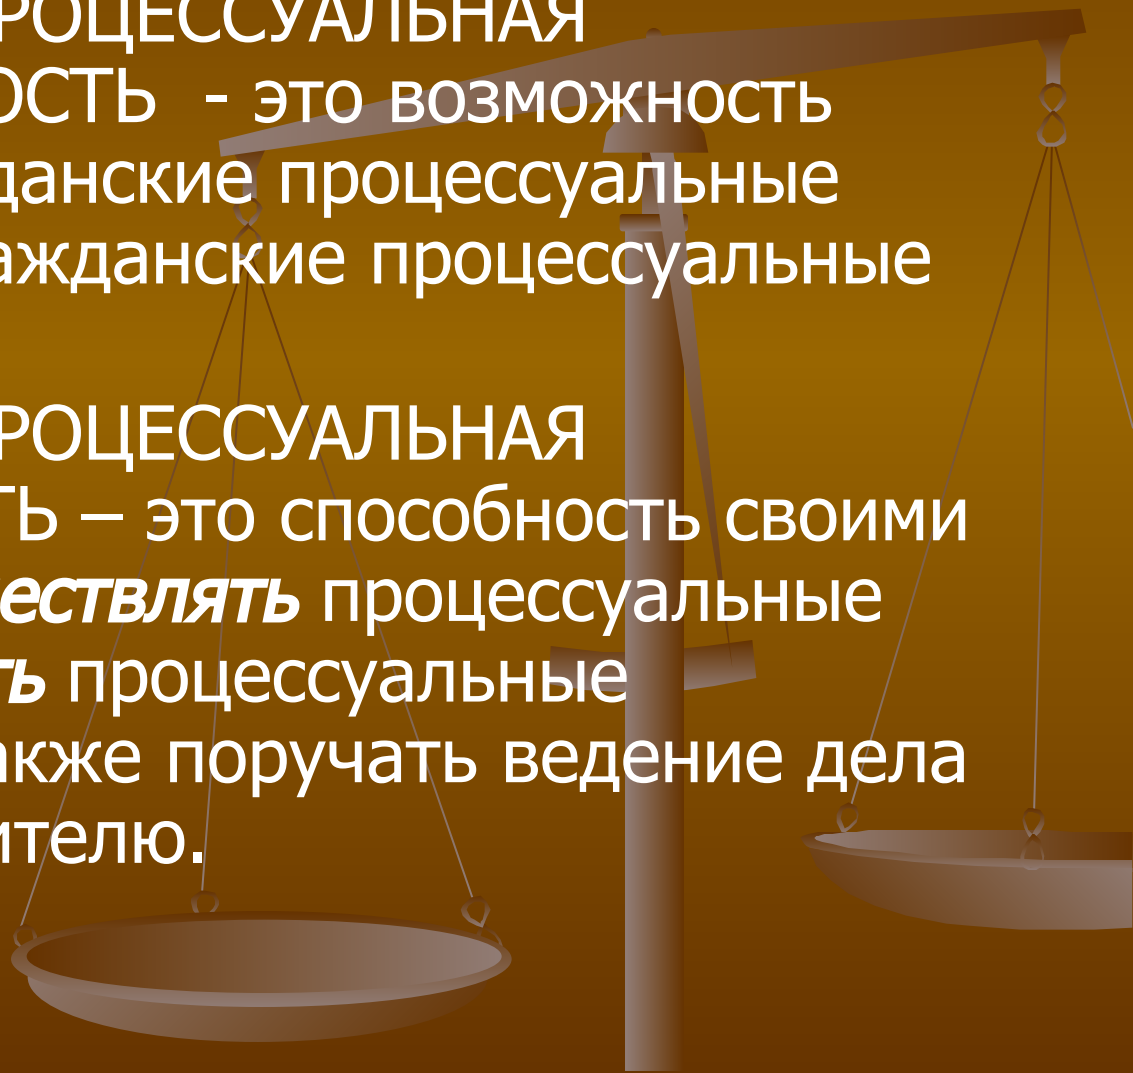 РОЦЕССУАЛЬНАЯ
ОСТЬ - это возможность
данские процессуальные
ажданские процессуальные
РОЦЕССУАЛЬНАЯ
ТЬ – это способность своими
ествлять процессуальные
ть процессуальные
акже поручать ведение дела
ителю.